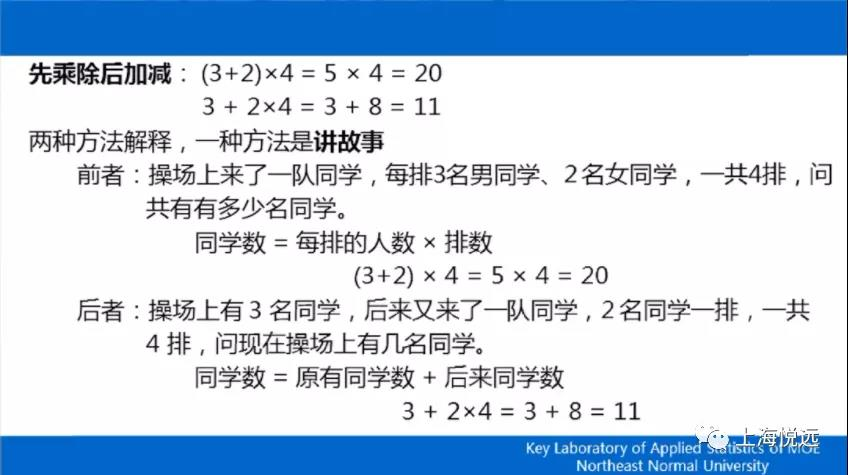 先乘除后加减：(3+2)×4 = 5 × 4 = 20
3 + 2×4 = 3 + 8 = 11
两种方法解释，一种方法是讲故事
前者：操场上来了一队同学，每排3名男同学、2名女同学，一共4排，问
共有有多少名同学。
同学数 = 每排的人数 × 排数
(3+2) × 4 = 5 × 4 = 20
后者：操场上有 3 名同学，后来又来了一队同学，2名同学一排，一共
4 排，问现在操场上有几名同学。
同学数 = 原有同学数 + 后来同学数
3 + 2×4 = 3 + 8 = 11
上海悦远
Key Laboratory of Applied Statistics of MOE
Northeast Normal University